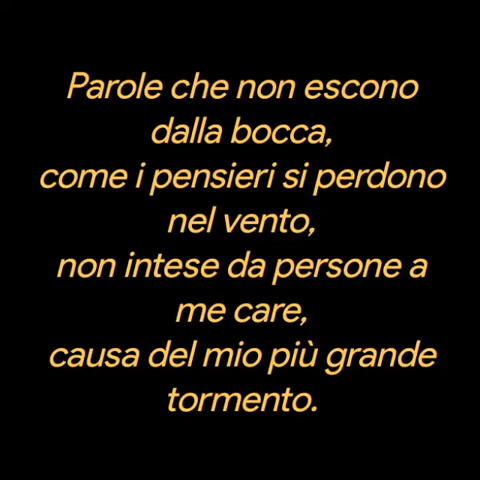 Parole che non escono
dalla bocca,
come i pensieri si perdono
nel vento,
non intese da persone a
me care,
causa del mio più grande
tormento.